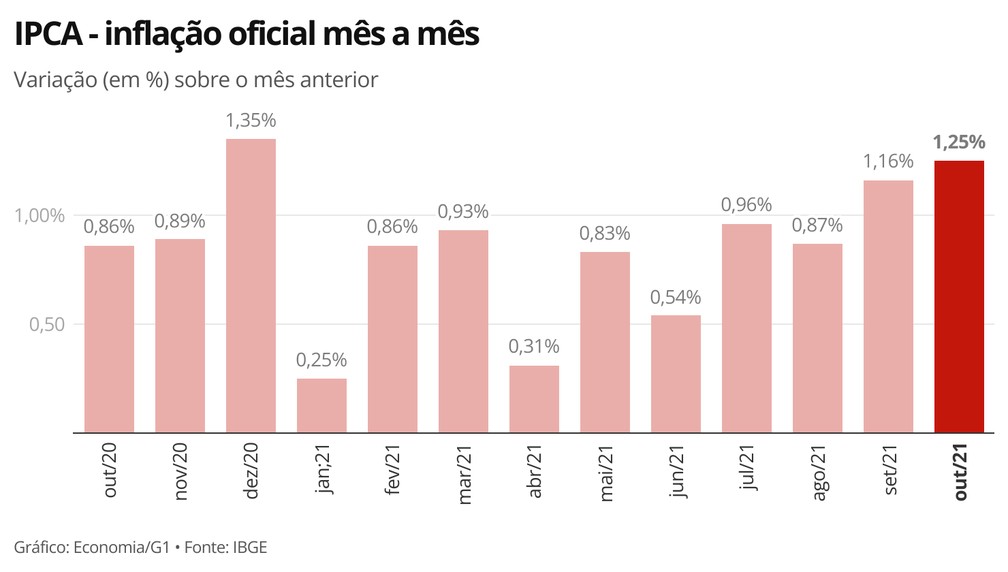 IPCA - inflação oficial mês a mês
Variação (em %) sobre o mês anterior
1,35%
1,25%
1,16%
1,00%
0,86%
0,89%
0,86%
0,93%
0,96%
0,87%
0,83%
0,54%
0,50
0,25%
0,31%
out/20
nov/20
dez/20
jan;21
fev/21
mar/21
abr/21
mai/21
jun/21
jul/21
ago/21
set/21
out/21
Gráfico: Economia/G1 • Fonte: IBGE